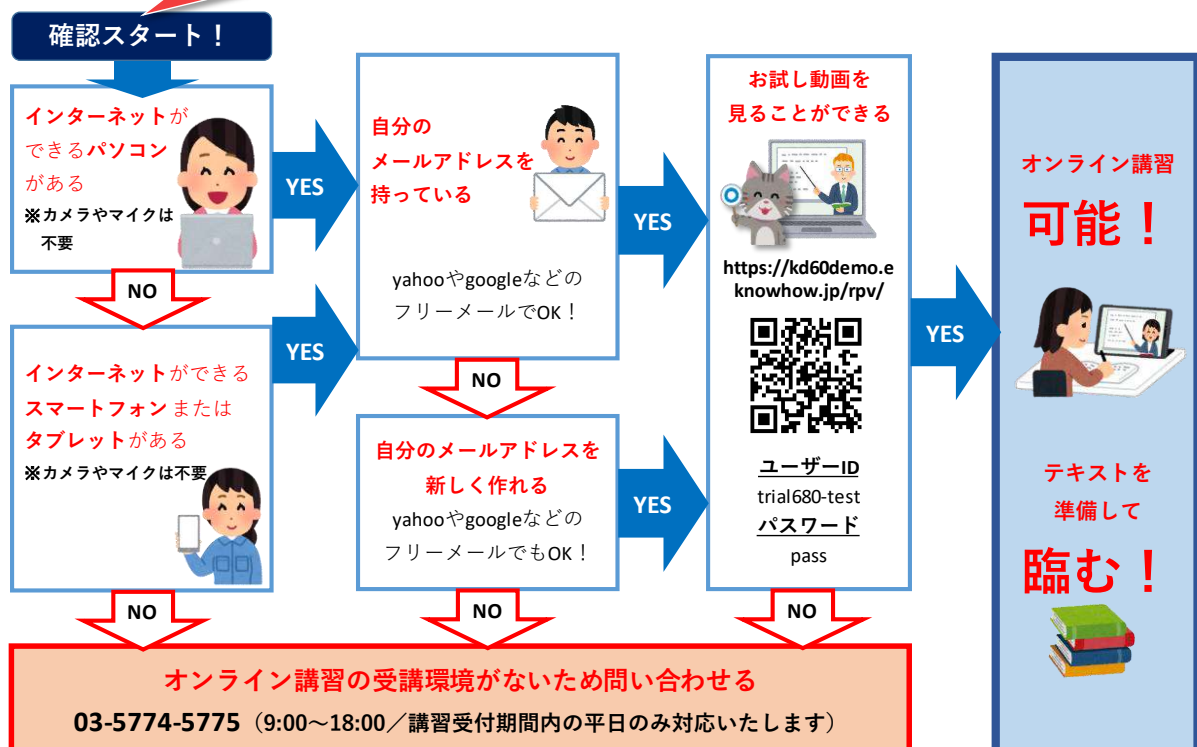 確認スタート！
インターネットが
できるパソコン
がある
※カメラやマイクは
不要
YES
NO
インターネットができる
スマートフォンまたは
タブレットがある
※カメラやマイクは不要
YES
NO
自分の
メールアドレスを
持っている
yahooやgoogleなどの
フリーメールでOK！
YES
NO
自分のメールアドレスを
新しく作れる
yahooやgoogleなどの
フリーメールでもOK！
YES
NO
お試し動画を
見ることができる
https://kd60demo.e
knowhow.jp/rpv/
ユーザーID
trial680-test
パスワード
pass
YES
NO
オンライン講習
可能！
テキストを
準備して
臨む！
オンライン講習の受講環境がないため問い合わせる
03-5774-5775（9:00～18:00／講習受付期間内の平日のみ対応いたします）